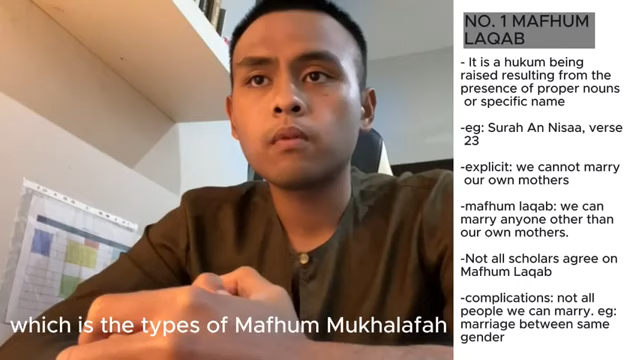 NO. 1 MAFHUM
LAQAB
- It is a hukum being
raised resulting from the
presence of proper nouns
or specific name
-eg: Surah An Nisaa, verse
23
-explicit: we cannot marry
our own mothers
-mafhum laqab: we can
marry anyone other than
our own mothers.
-Not all scholars agree on
Mafhum Laqab
-complications: not all
people we can marry. eg:
marriage between same
gender
which is the types of Mafhum Mukhalafah